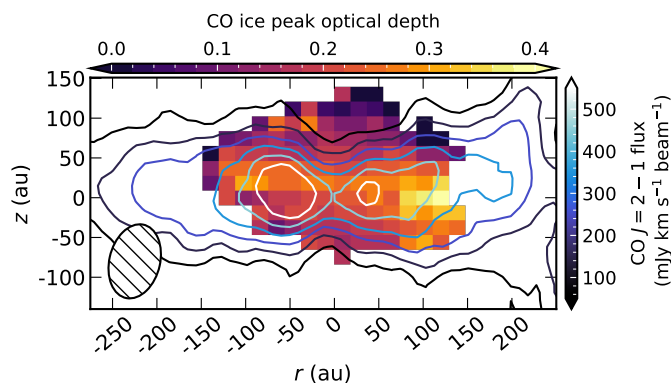 CO ice peak optical depth
0.0 0.1 0.2 0.3 0.4
150
100
50
0
-50
-100
z (au)
-250 -200 -150 -100 -50 0 50 100 150 200
r (au)
500
400
300
200
100
CO J = 2 − 1 flux
(mJy km s⁻¹ beam⁻¹)